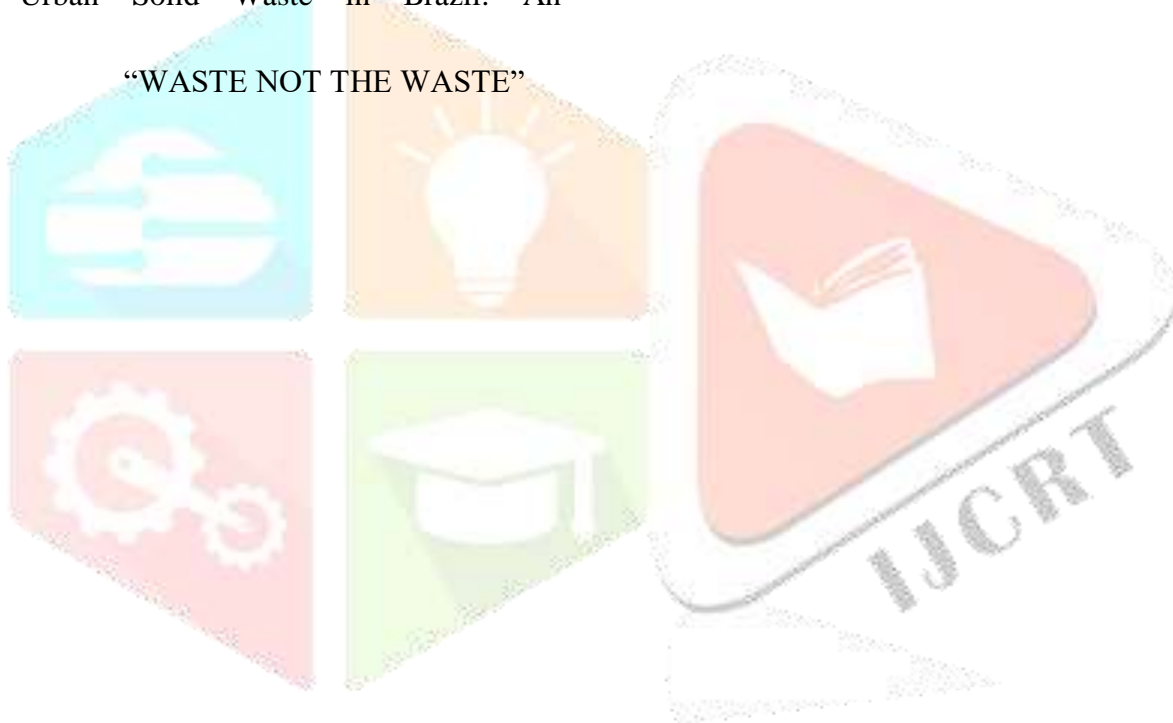 Urban Solid Waste in Brazil: An
“WASTE NOT THE WASTE”
IJCRT